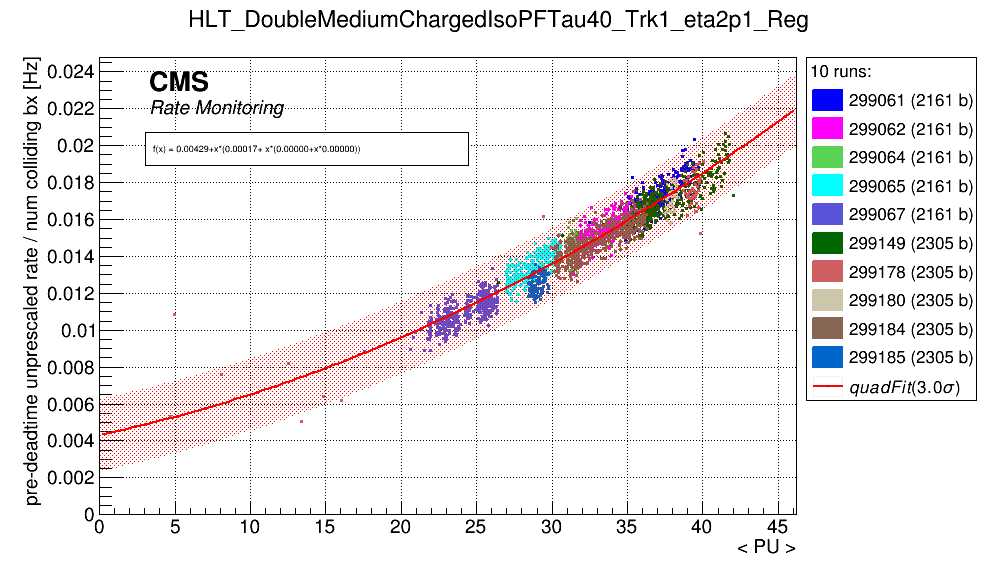 HLT_DoubleMediumChargedIsoPFTau40_Trk1_eta2p1_Reg
pre-deadtime unprescaled rate / num colliding bx [Hz]
0.024
0.022
0.02
0.018
0.016
0.014
0.012
0.01
0.008
0.006
0.004
0.002
0
CMS
Rate Monitoring
f(x) = 0.00429+x*(0.00017+ x*(0.00000+x*0.00000))
0 5 10 15 20 25 30 35 40 45
< PU >
10 runs:
299061 (2161 b)
299062 (2161 b)
299064 (2161 b)
299065 (2161 b)
299067 (2161 b)
299149 (2305 b)
299178 (2305 b)
299180 (2305 b)
299184 (2305 b)
299185 (2305 b)
quadFit(3.0σ)